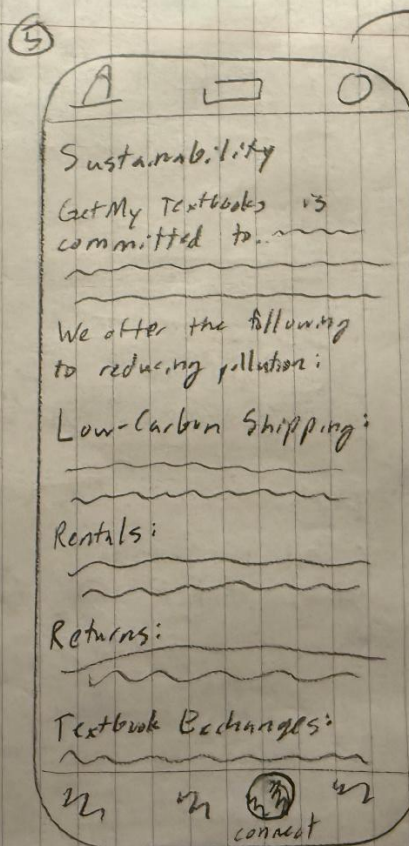 5
Sustainability
GetMy Textbooks is
committed to..
We offer the following
to reducing pollution:
Low-Carbon Shipping:
Rentals:
Returns:
Textbook Exchanges:
connect